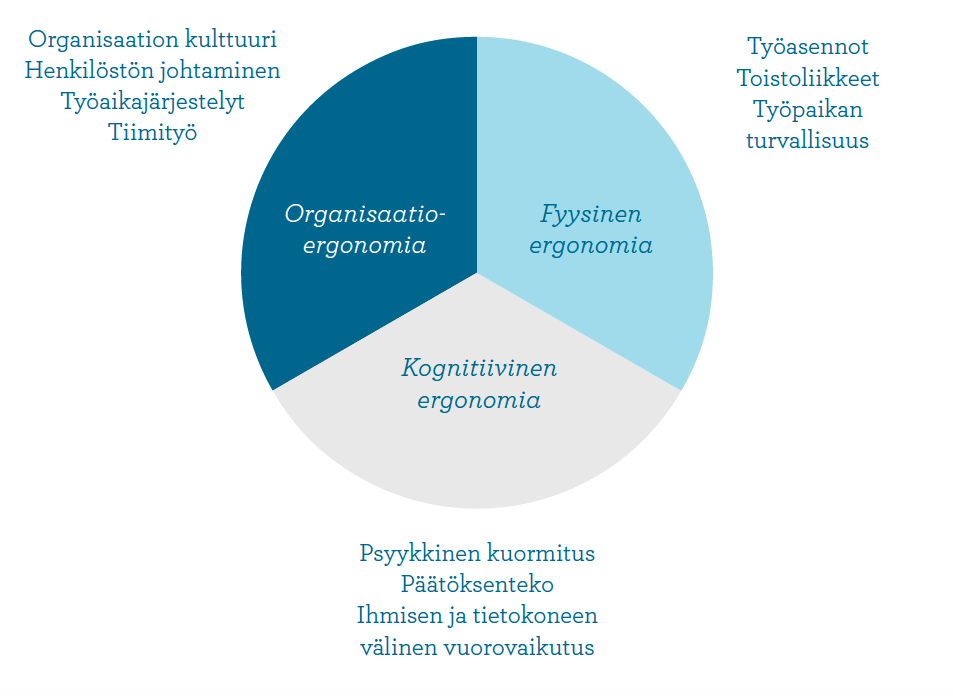 Organisaation kulttuuri
Henkilöstön johtaminen
Työaikajärjestelyt
Tiimityö
Työasennot
Toistoliikkeet
Työpaikan
turvallisuus
Organisaatio-
ergonomia
Fyysinen
ergonomia
Kognitiivinen
ergonomia
Psyykkinen kuormitus
Päätöksenteko
Ihmisen ja tietokoneen
välinen vuorovaikutus